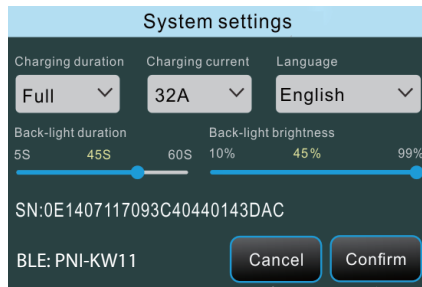 System settings
Charging duration Charging current Language
Full 32A English
Back-light duration Back-light brightness
5S 45S 60S 10% 45% 99%
SN:0E1407117093C40440143DAC
BLE: PNI-KW11 Cancel Confirm